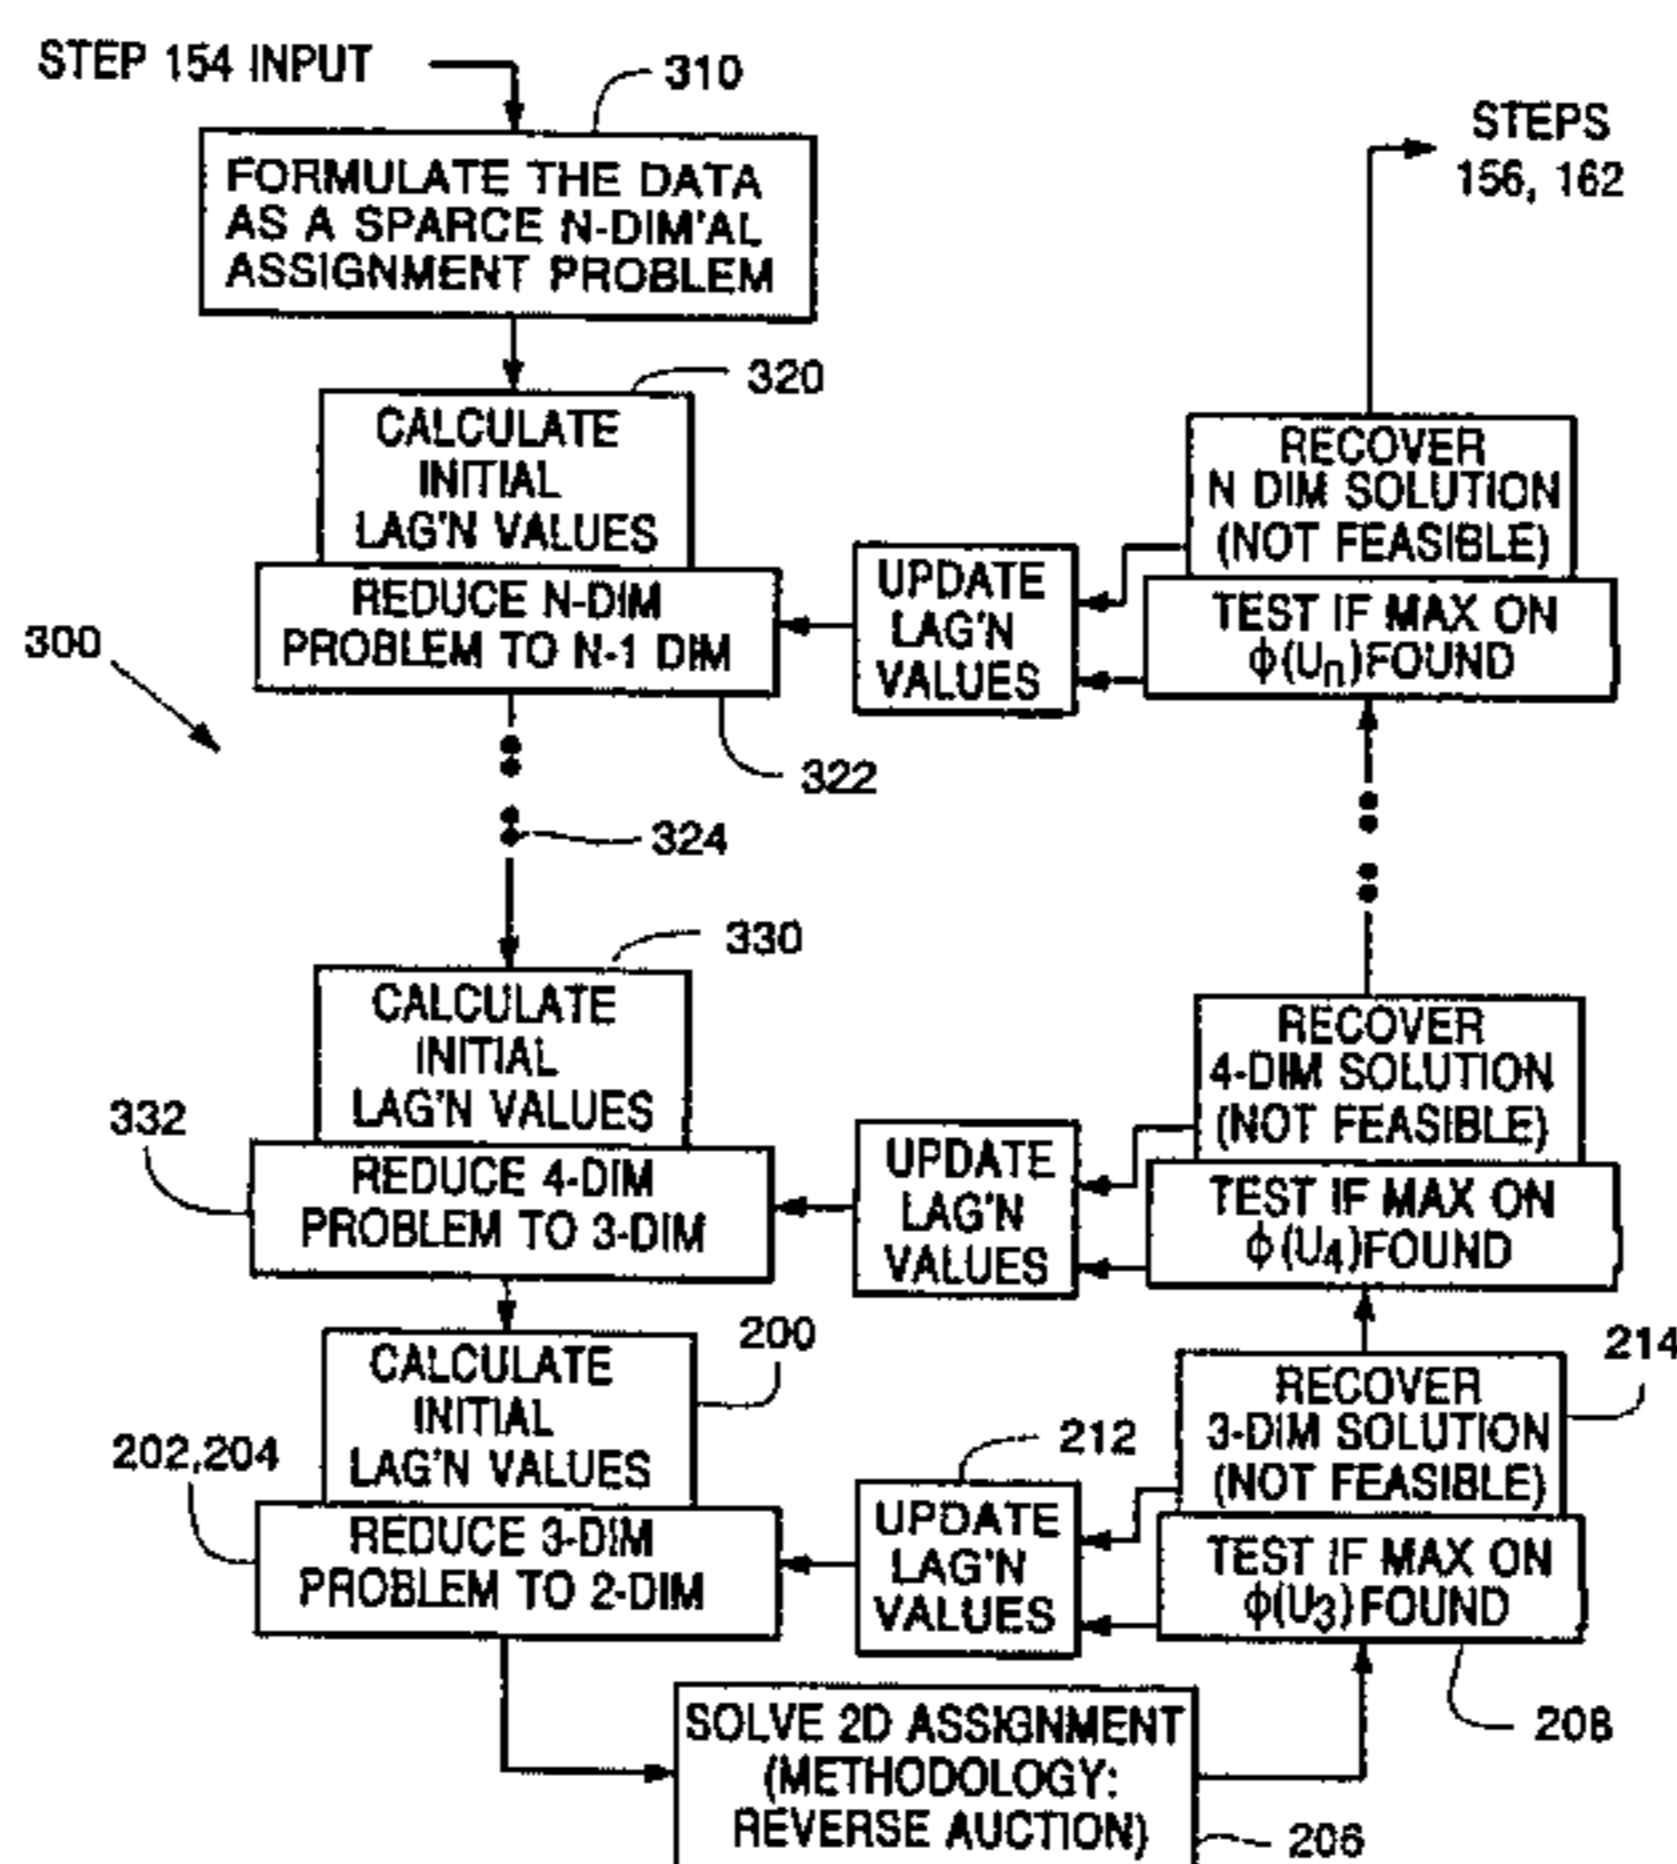 STEP 154 INPUT
310
FORMULATE THE DATA
AS A SPARCE N-DIM'AL
ASSIGNMENT PROBLEM
STEPS
156, 162
320
CALCULATE
INITIAL
LAG'N VALUES
REDUCE N-DIM
PROBLEM TO N-1 DIM
322
UPDATE
LAG'N
VALUES
RECOVER
N DIM SOLUTION
(NOT FEASIBLE)
TEST IF MAX ON
ϕ(Un)FOUND
300
324
330
CALCULATE
INITIAL
LAG'N VALUES
332
REDUCE 4-DIM
PROBLEM TO 3-DIM
UPDATE
LAG'N
VALUES
RECOVER
4-DIM SOLUTION
(NOT FEASIBLE)
TEST IF MAX ON
ϕ(U4)FOUND
200
CALCULATE
INITIAL
LAG'N VALUES
202,204
REDUCE 3-DIM
PROBLEM TO 2-DIM
212
UPDATE
LAG'N
VALUES
214
RECOVER
3-DIM SOLUTION
(NOT FEASIBLE)
TEST IF MAX ON
ϕ(U3)FOUND
208
SOLVE 2D ASSIGNMENT
(METHODOLOGY:
REVERSE AUCTION)
206